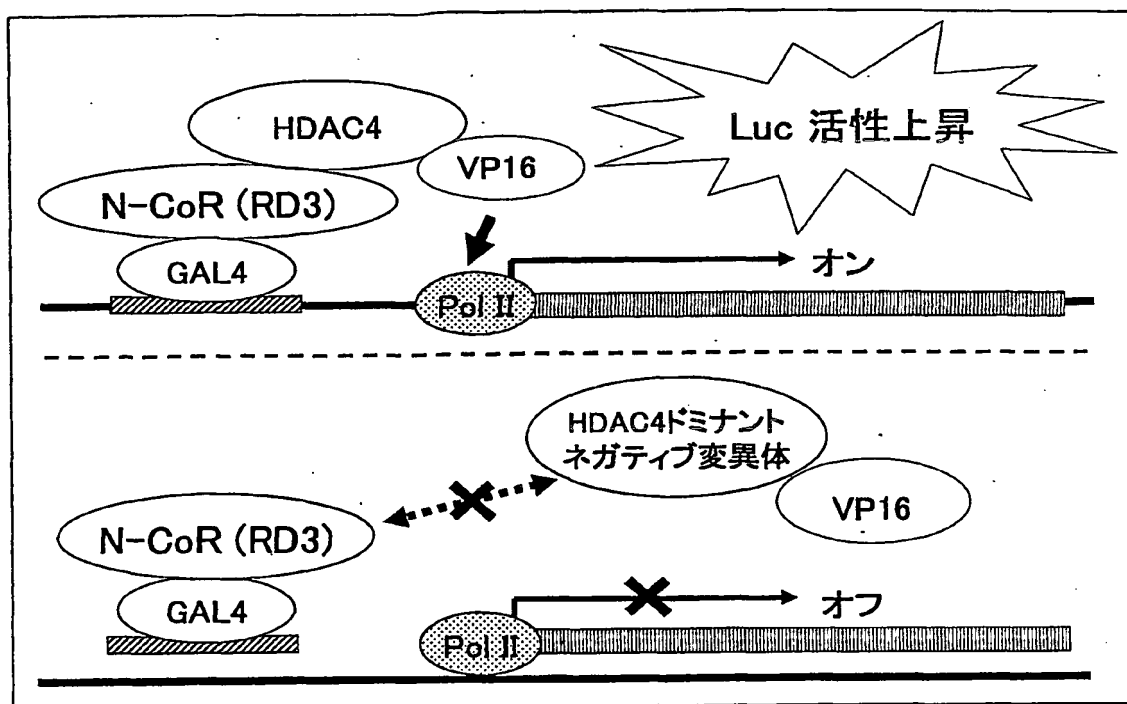 HDAC4
VP16
Luc 活性上昇
N-CoR (RD3)
GAL4
Pol II
オン
HDAC4ドミナント
ネガティブ変異体
VP16
N-CoR (RD3)
GAL4
Pol II
オフ